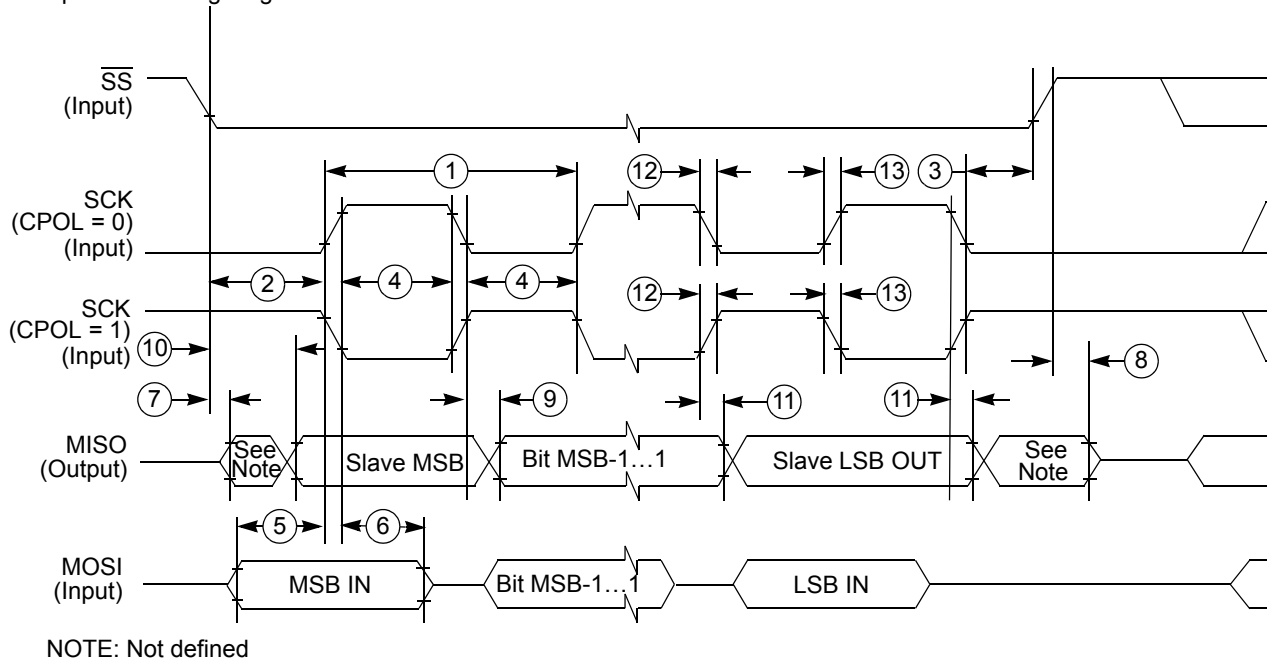 SS
(Input)
1
12
13
3
SCK
(CPOL = 0)
(Input)
2
4
4
12
13
SCK
(CPOL = 1)
(Input)
10
8
7
9
11
11
MISO
(Output)
See
Note
Slave MSB
Bit MSB-1…1
Slave LSB OUT
See
Note
5
6
MOSI
(Input)
MSB IN
Bit MSB-1…1
LSB IN
NOTE: Not defined